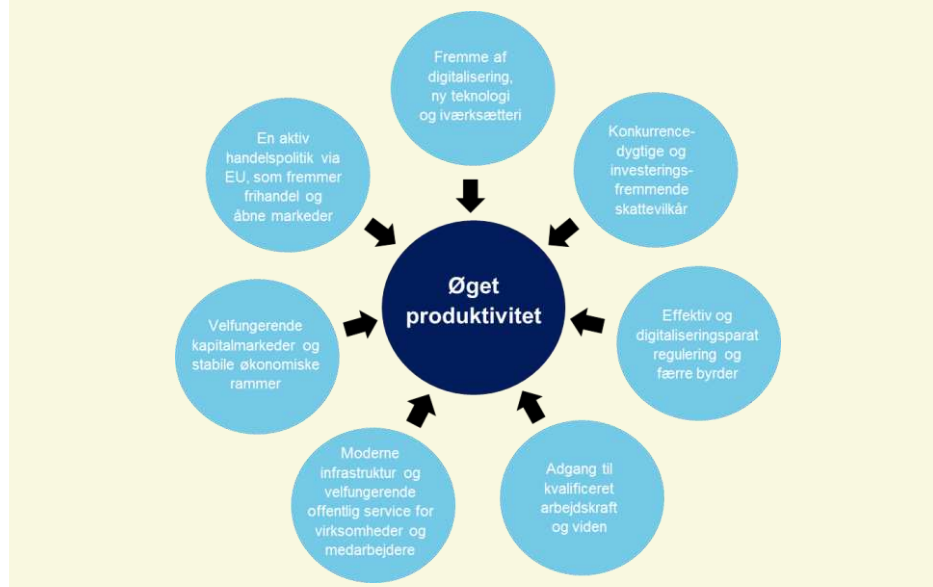 Fremme af
digitalisering,
ny teknologi
og iværksætteri
Konkurrence-
dygtige og
investerings-
fremmende
skattevilkår
Effektiv og
digitaliseringsparat
regulering og
færre byrder
Adgang til
kvalificeret
arbejdskraft
og viden
Moderne
infrastruktur og
velfungerende
offentlig service for
virksomheder og
medarbejdere
Velfungerende
kapitalmarkeder og
stabile økonomiske
rammer
En aktiv
handelspolitik via
EU, som fremmer
frihandel og
åbne markeder
Øget
produktivitet